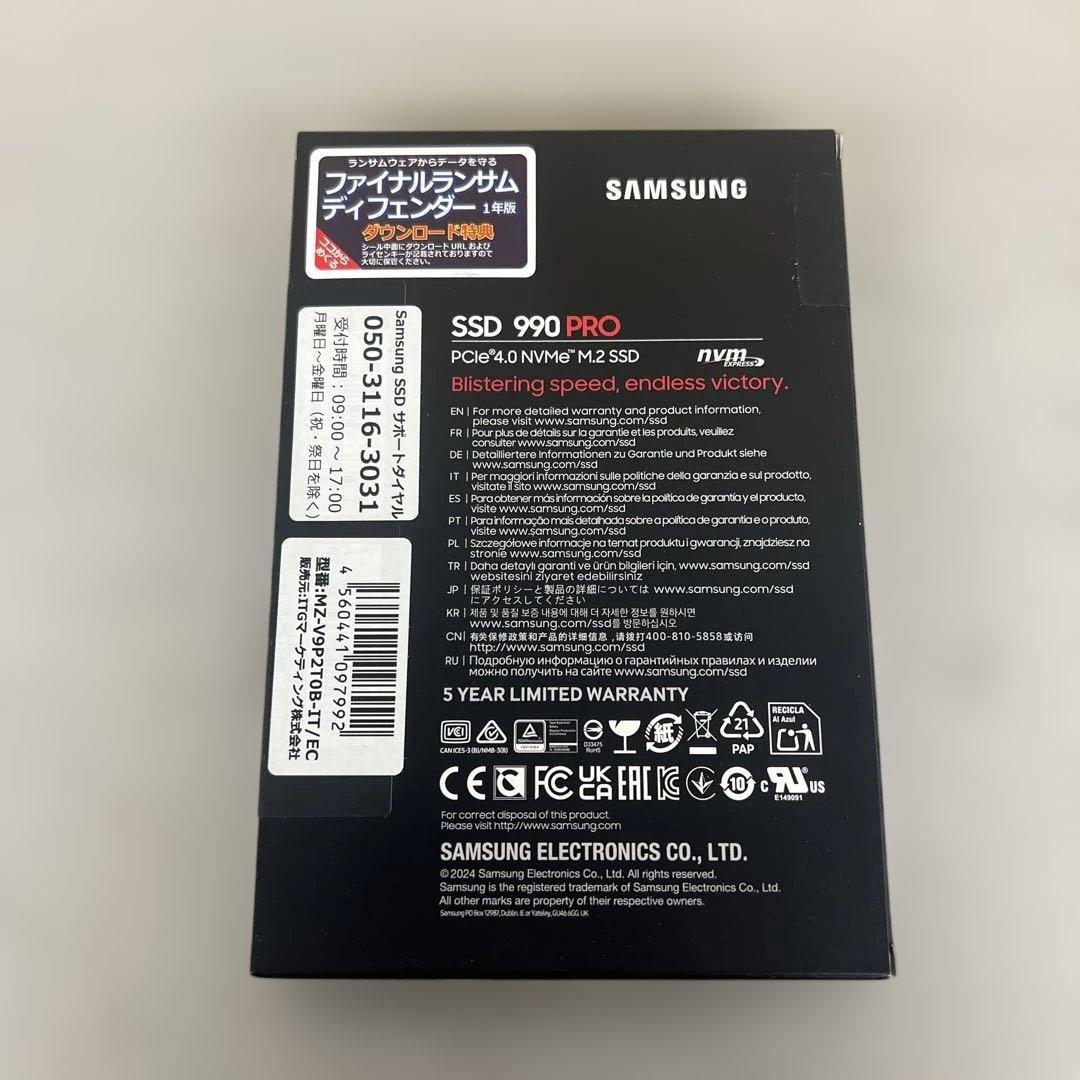 ランサムウェアからデータを守る
ファイナルランサム
ディフェンダー 1年版
ダウンロード特典
シール中面にダウンロード URL および
ライセンスキーが記載されておりますので
大切に保管ください。
ココから
めくる
SAMSUNG
Samsung SSD サポートダイヤル
050-3116-3031
受付時間：09:00 ～ 17:00
月曜日～金曜日（祝・祭日を除く）
4 560441 097992
型番:MZ-V9P2T0B-IT/EC
販売元:ITGマーケティング株式会社
SSD 990 PRO
PCIe®4.0 NVMe™ M.2 SSD
nvm
EXPRESS
Blistering speed, endless victory.
EN | For more detailed warranty and product information,
please visit www.samsung.com/ssd
FR | Pour plus de détails sur la garantie et les produits, veuillez
consulter www.samsung.com/ssd
DE | Detailliertere Informationen zu Garantie und Produkt siehe
www.samsung.com/ssd
IT | Per maggiori informazioni sulle politiche della garanzia e sul prodotto,
visitate il sito www.samsung.com/ssd
ES | Para obtener más información sobre la política de garantía y el producto,
visite www.samsung.com/ssd
PT | Para informação mais detalhada sobre a política de garantia e o produto,
visite www.samsung.com/ssd
PL | Szczegółowe informacje na temat produktu i gwarancji, znajdziesz na
stronie www.samsung.com/ssd
TR | Daha detaylı garanti ve ürün bilgileri için, www.samsung.com/ssd
websitesini ziyaret edebilirsiniz
JP | 保証ポリシーと製品の詳細については www.samsung.com/ssd
にアクセスしてください
KR | 제품 및 품질 보증 내용에 대해 더 자세한 정보를 원하시면
www.samsung.com/ssd를 방문하십시오
CN | 有关保修政策和产品的详细信息，请拨打400-810-5858或访问
http://www.samsung.com/ssd
RU | Подробную информацию о гарантийных правилах и изделии
можно получить на сайте www.samsung.com/ssd
5 YEAR LIMITED WARRANTY
VCI
CAN ICES-3 (B)/NMB-3(B)
D33475
RoHS
紙
21
PAP
RECICLA
Al Azul
CE FC UK CA EAC 10 c RU US
E149091
For correct disposal of this product.
Please visit http://www.samsung.com
SAMSUNG ELECTRONICS CO., LTD.
© 2024 Samsung Electronics Co., Ltd. All rights reserved.
Samsung is the registered trademark of Samsung Electronics Co., Ltd.
All other marks are property of their respective owners.
Samsung PO Box 12987, Dublin. IE or Yateley, GU46 6GG. UK